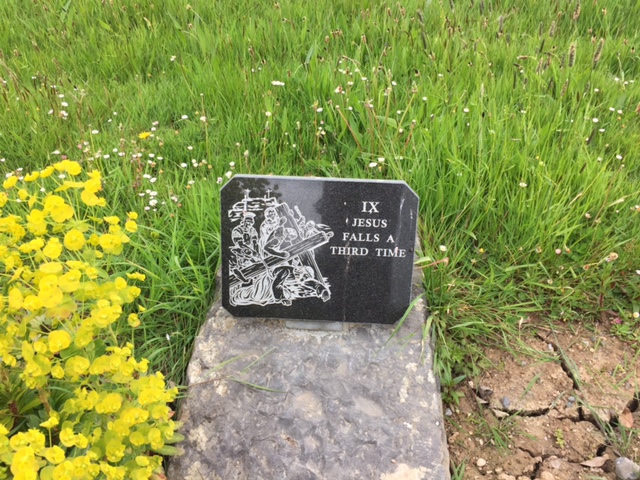 IX
JESUS
FALLS A
THIRD TIME